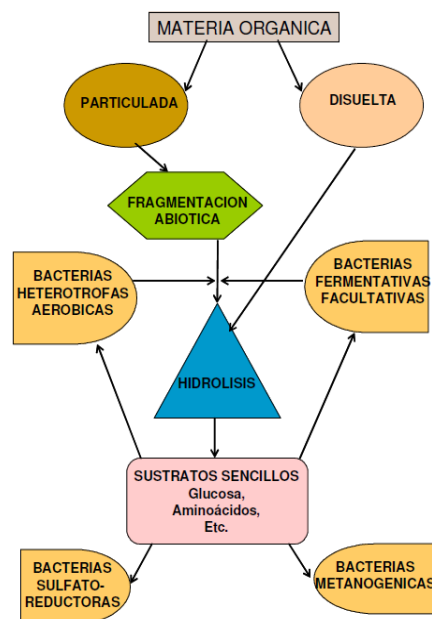 MATERIA ORGANICA
PARTICULADA
DISUELTA
FRAGMENTACION
ABIOTICA
BACTERIAS
HETEROTROFAS
AEROBICAS
BACTERIAS
FERMENTATIVAS
FACULTATIVAS
HIDROLISIS
SUSTRATOS SENCILLOS
Glucosa,
Aminoácidos,
Etc.
BACTERIAS
SULFATO-
REDUCTORAS
BACTERIAS
METANOGENICAS